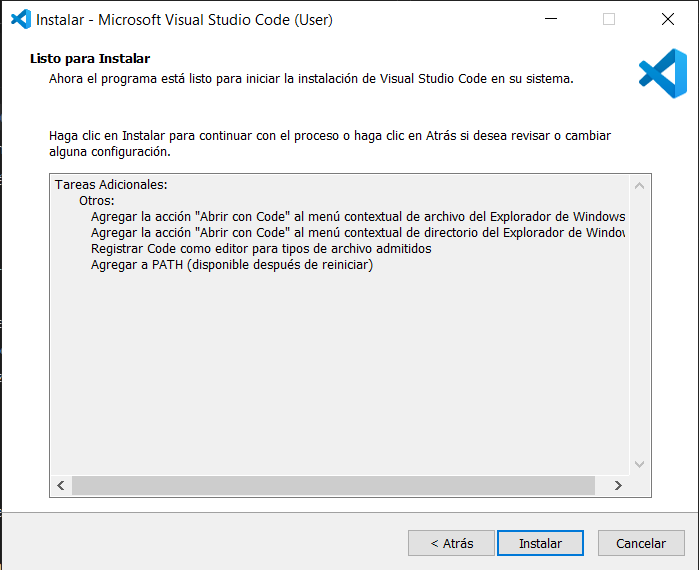 Instalar - Microsoft Visual Studio Code (User)
Listo para Instalar
Ahora el programa está listo para iniciar la instalación de Visual Studio Code en su sistema.
Haga clic en Instalar para continuar con el proceso o haga clic en Atrás si desea revisar o cambiar
alguna configuración.
Tareas Adicionales:
Otros:
Agregar la acción "Abrir con Code" al menú contextual de archivo del Explorador de Windows
Agregar la acción "Abrir con Code" al menú contextual de directorio del Explorador de
Registrar Code como editor para tipos de archivo admitidos
Agregar a PATH (disponible después de reiniciar)
< Atrás
Instalar
Cancelar